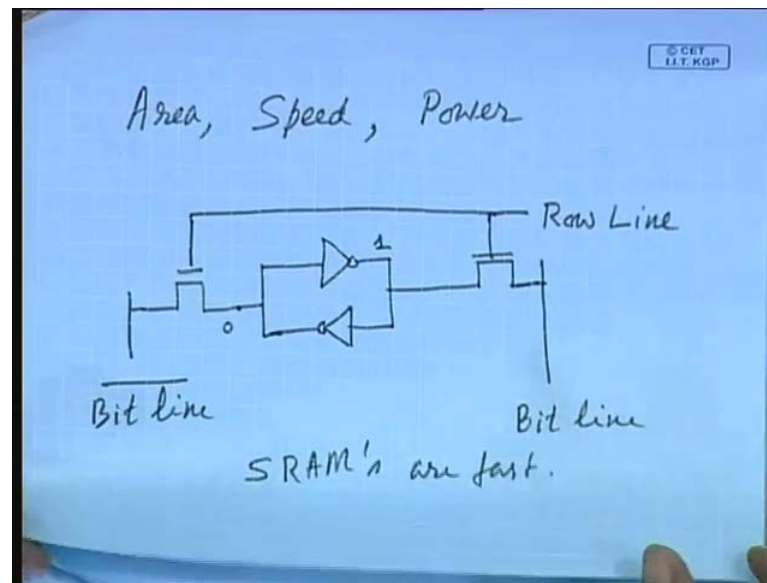 © CET
I.I.T. KGP
Area, Speed, Power
Row Line
1
0
Bit line
Bit line
SRAM's are fast.